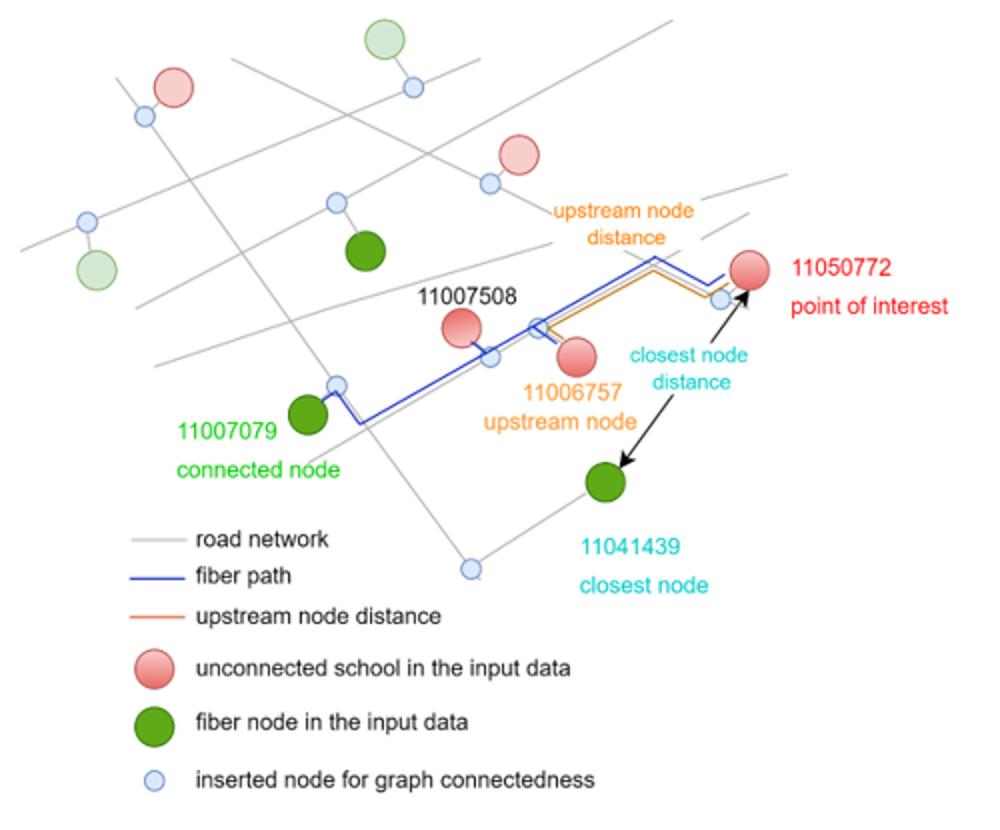 upstream node
distance
11050772
point of interest
11007508
closest node
distance
11006757
upstream node
11007079
connected node
11041439
closest node
road network
fiber path
upstream node distance
unconnected school in the input data
fiber node in the input data
inserted node for graph connectedness